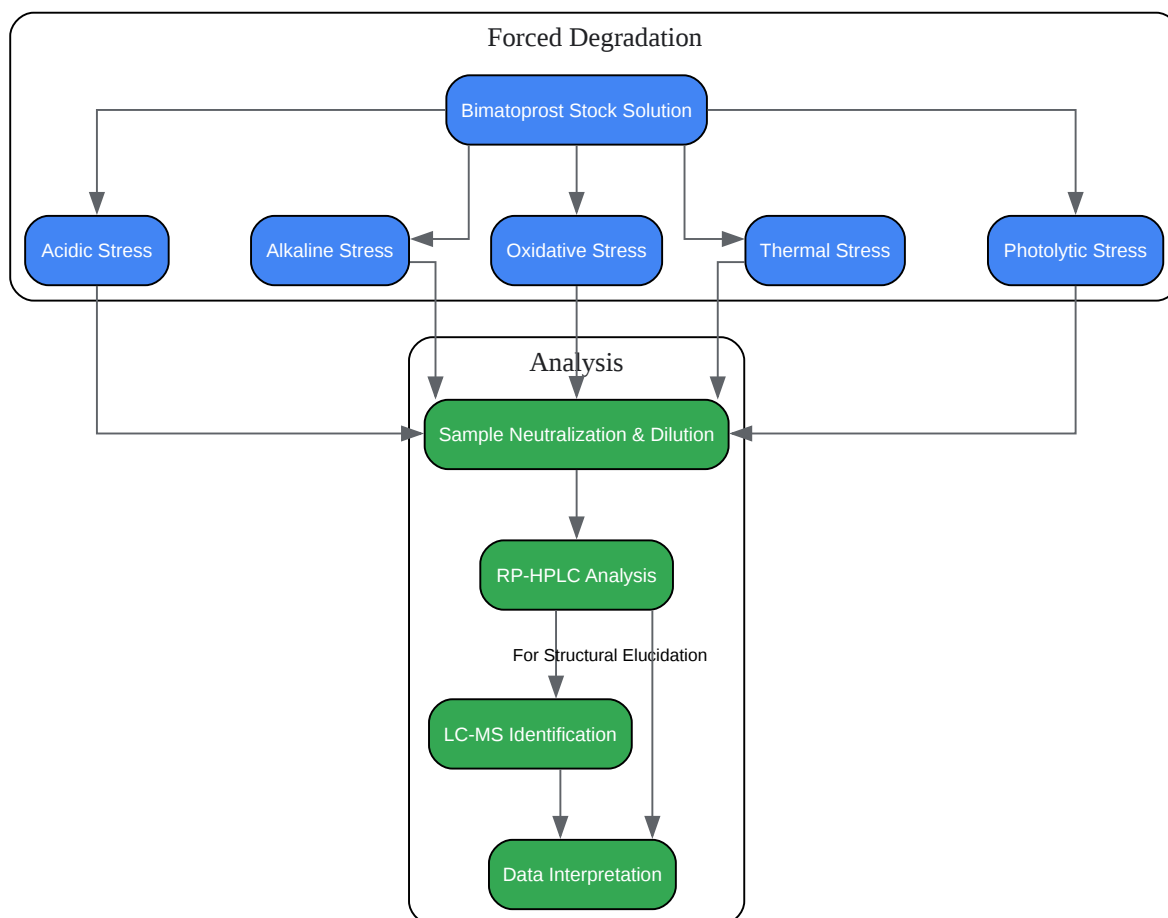 Forced Degradation
Bimatoprost Stock Solution
Acidic Stress
Alkaline Stress
Oxidative Stress
Thermal Stress
Photolytic Stress
Analysis
Sample Neutralization & Dilution
RP-HPLC Analysis
For Structural Elucidation
LC-MS Identification
Data Interpretation